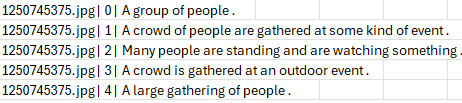 1250745375.jpg| 0| A group of people .
1250745375.jpg| 1| A crowd of people are gathered at some kind of event .
1250745375.jpg| 2| Many people are standing and are watching something .
1250745375.jpg| 3| A crowd is gathered at an outdoor event .
1250745375.jpg| 4| A large gathering of people .